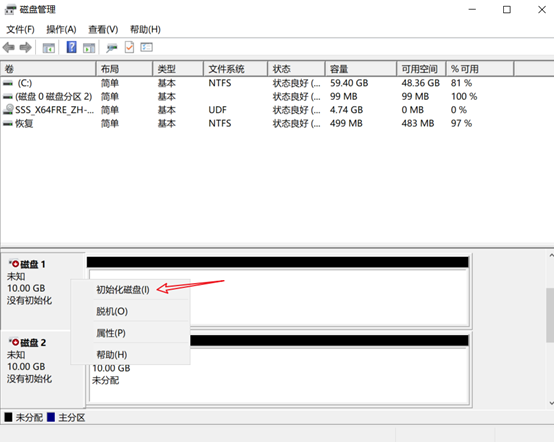 磁盘管理
文件(F) 操作(A) 查看(V) 帮助(H)
卷 布局 类型 文件系统 状态 容量 可用空间 % 可用
(C:) 简单 基本 NTFS 状态良好 (... 59.40 GB 48.36 GB 81 %
(磁盘 0 磁盘分区 2) 简单 基本 状态良好 (... 99 MB 99 MB 100 %
SSS_X64FRE_ZH-... 简单 基本 UDF 状态良好 (... 4.74 GB 0 MB 0 %
恢复 简单 基本 NTFS 状态良好 (... 499 MB 483 MB 97 %
磁盘 1
未知
10.00 GB
没有初始化
初始化磁盘(I)
脱机(O)
属性(P)
帮助(H)
磁盘 2
未知
10.00 GB
没有初始化
10.00 GB
未分配
未分配 主分区